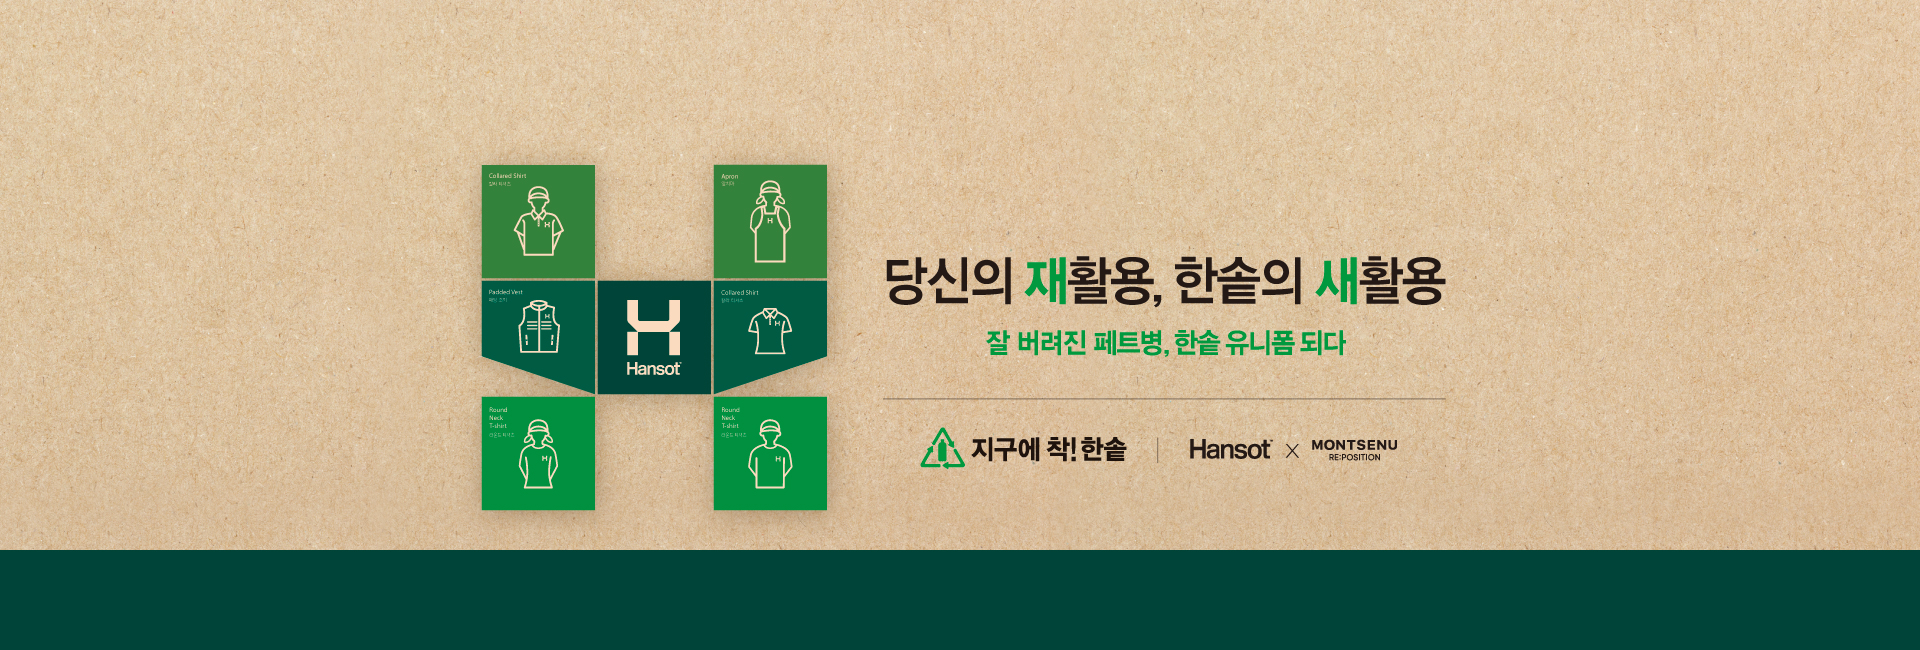 Collared Shirt
Apron
Padded Vest
Hansot
Collared Shirt
Round
Neck
T-shirt
Round
Neck
T-shirt
당신의 재활용, 한솥의 새활용
잘 버려진 페트병, 한솥 유니폼 되다
지구에 착! 한솥
Hansot X MONTSENU
RE:POSITION